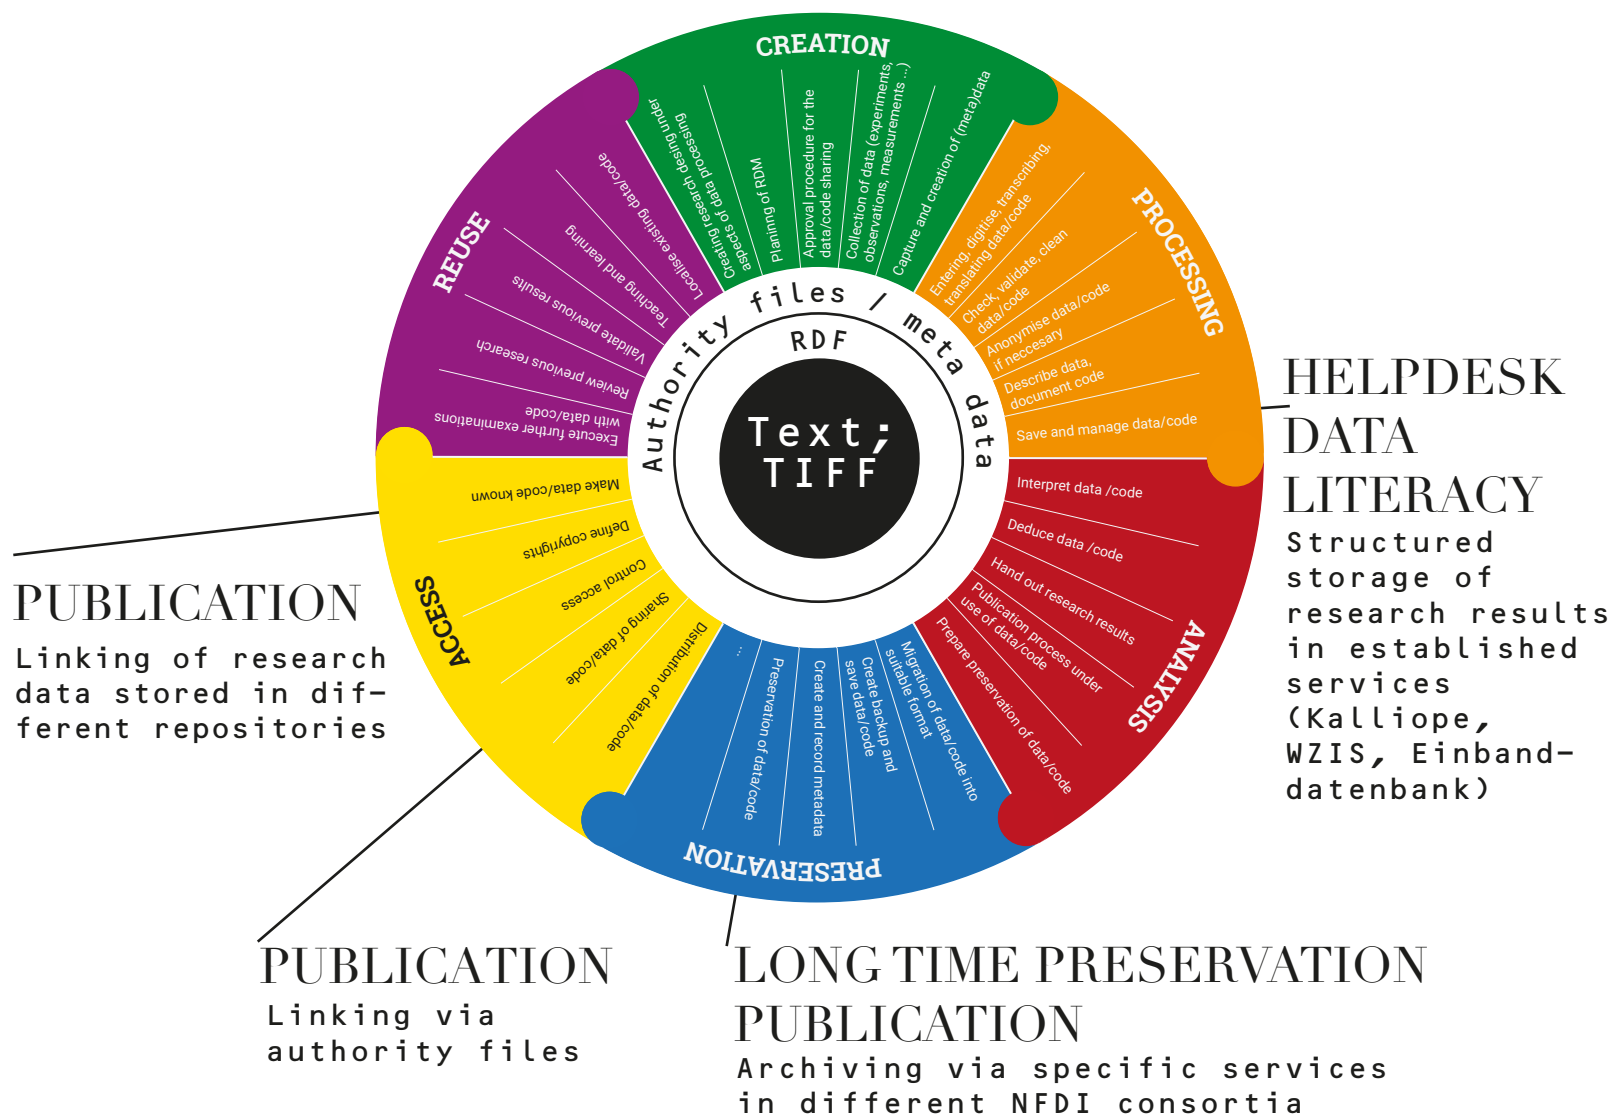 CREATION
Creating research desing under
aspects of data processing
Planning of RDM
Approval procedure for the
data/code sharing
Collection of data (experiments,
observations, measurements ...)
Capture and creation of (meta)data
PROCESSING
Entering, digitise, transcribing,
translating data/code
Check, validate, clean
data/code
Anonymise data/code
if neccesary
Describe data,
document code
Save and manage data/code
ANALYSIS
Interpret data /code
Deduce data /code
Hand out research results
Publication process under
use of data/code
Prepare preservation of data/code
PRESERVATION
Migration of data/code into
suitable format
Create backup and
save data/code
Create and record metadata
Preservation of data/code
...
ACCESS
Distribution of data/code
Sharing of data/code
Control access
Define copyrights
Make data/code known
REUSE
Execute further examinations
with data/code
Review previous research
Validate previous results
Teaching and learning
Localise existing data/code
Authority files / meta data
RDF
Text;
TIFF
HELPDESK
DATA
LITERACY
Structured
storage of
research results
in established
services
(Kalliope,
WZIS, Einband-
datenbank)
PUBLICATION
Linking of research
data stored in dif-
ferent repositories
PUBLICATION
Linking via
authority files
LONG TIME PRESERVATION
PUBLICATION
Archiving via specific services
in different NFDI consortia